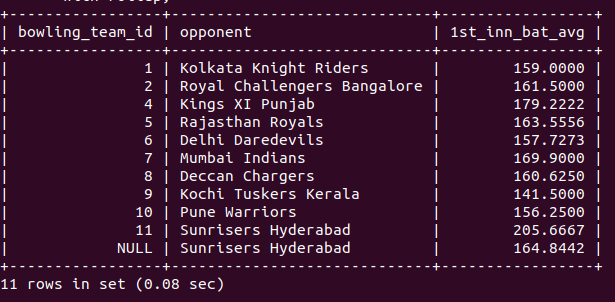 with rollup;
+-----------------+-----------------------------+------------------+
| bowling_team_id | opponent                    | 1st_inn_bat_avg  |
+-----------------+-----------------------------+------------------+
|               1 | Kolkata Knight Riders       |         159.0000 |
|               2 | Royal Challengers Bangalore |         161.5000 |
|               4 | Kings XI Punjab             |         179.2222 |
|               5 | Rajasthan Royals            |         163.5556 |
|               6 | Delhi Daredevils            |         157.7273 |
|               7 | Mumbai Indians              |         169.9000 |
|               8 | Deccan Chargers             |         160.6250 |
|               9 | Kochi Tuskers Kerala        |         141.5000 |
|              10 | Pune Warriors               |         156.2500 |
|              11 | Sunrisers Hyderabad         |         205.6667 |
|            NULL | Sunrisers Hyderabad         |         164.8442 |
+-----------------+-----------------------------+------------------+
11 rows in set (0.08 sec)